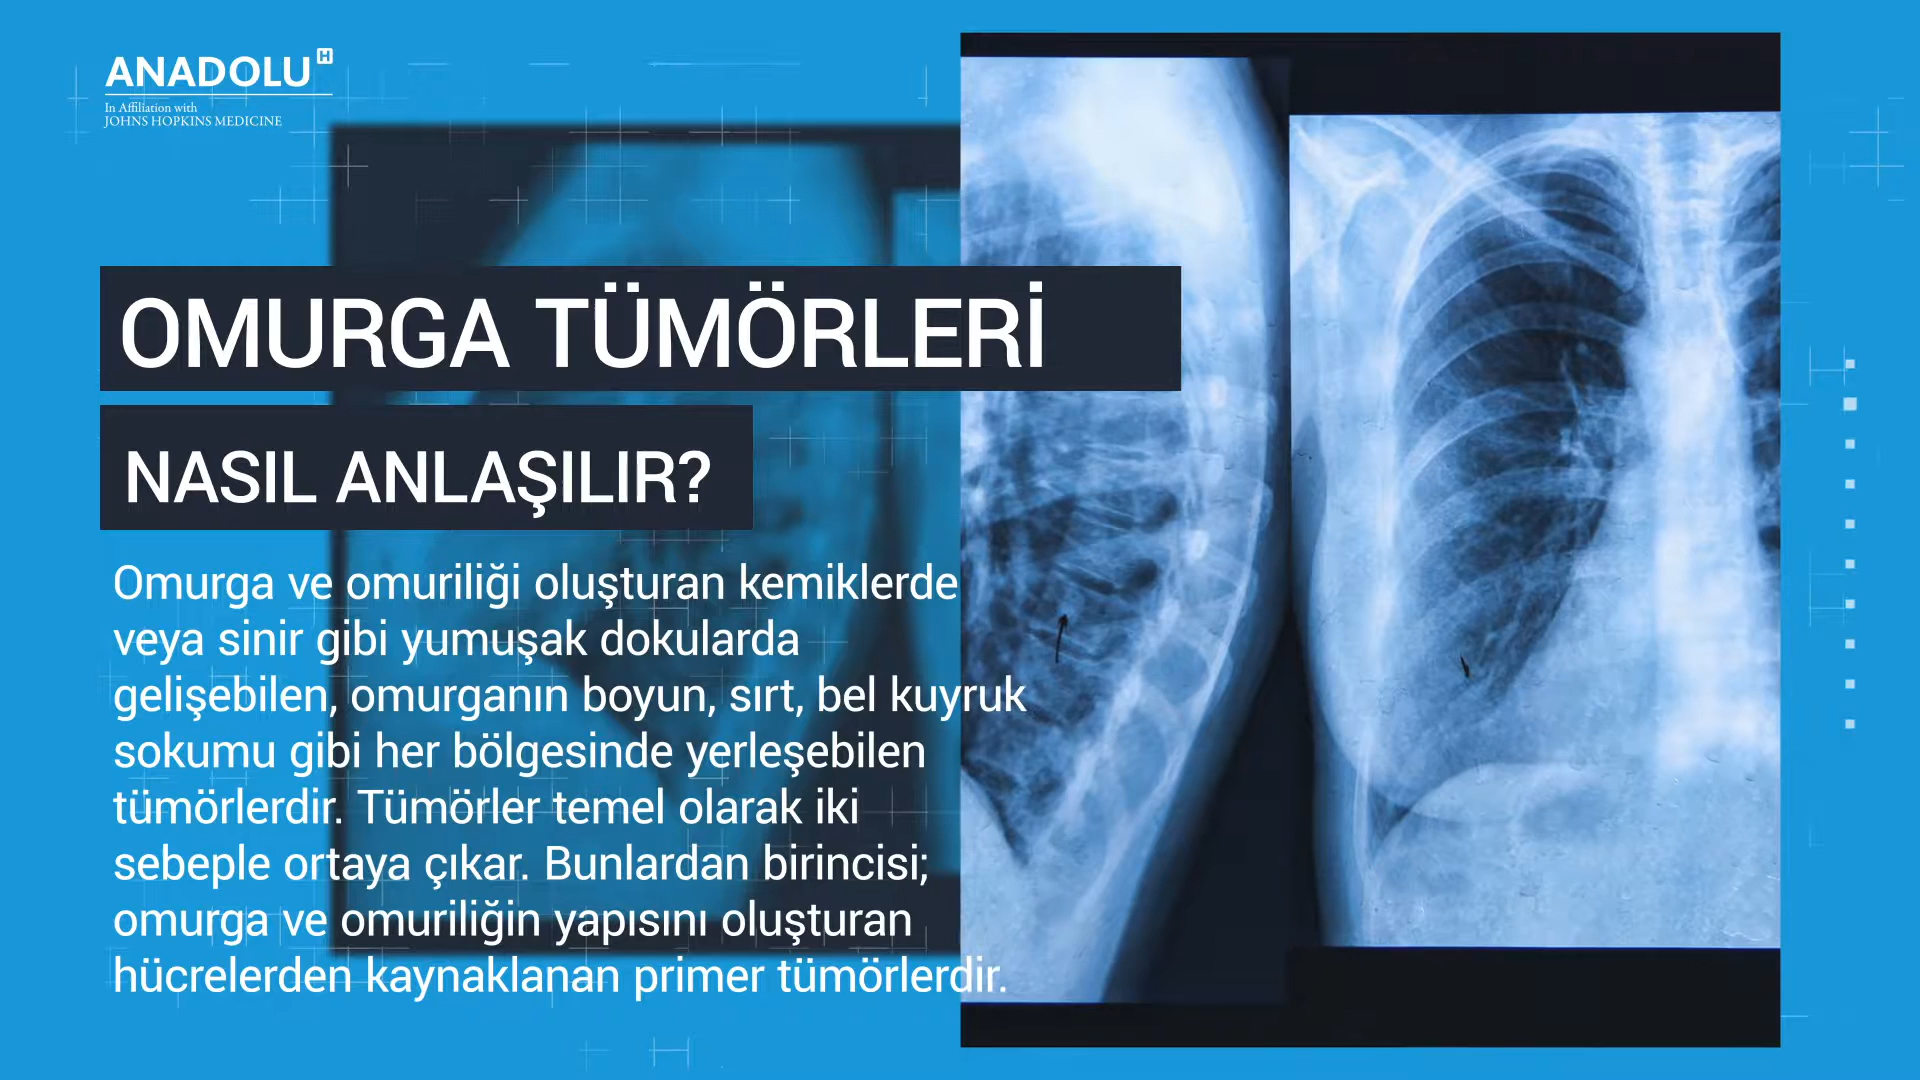 ANADOLU H
In Affiliation with
JOHNS HOPKINS MEDICINE
OMURGA TÜMÖRLERİ
NASIL ANLAŞILIR?
Omurga ve omuriliği oluşturan kemiklerde
veya sinir gibi yumuşak dokularda
gelişebilen, omurganın boyun, sırt, bel kuyruk
sokumu gibi her bölgesinde yerleşebilen
tümörlerdir. Tümörler temel olarak iki
sebeple ortaya çıkar. Bunlardan birincisi;
omurga ve omuriliğin yapısını oluşturan
hücrelerden kaynaklanan primer tümörlerdir.